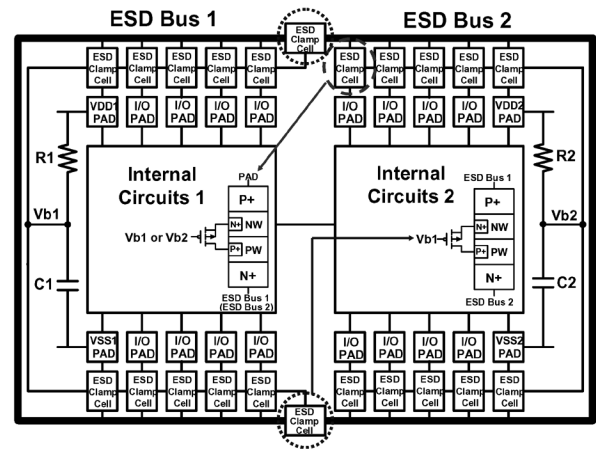 ESD Bus 1
ESD
Clamp
Cell
ESD Bus 2
ESD ESD ESD ESD ESD ESD ESD ESD ESD ESD
Clamp Clamp Clamp Clamp Clamp Clamp Clamp Clamp Clamp Clamp
Cell Cell Cell Cell Cell Cell Cell Cell Cell Cell
VDD1 I/O I/O I/O I/O I/O I/O I/O I/O VDD2
PAD PAD PAD PAD PAD PAD PAD PAD PAD PAD
R1
Vb1
C1
Internal
Circuits 1
PAD
P+
N+ NW
Vb1 or Vb2
P+ PW
N+
ESD Bus 1
(ESD Bus 2)
Internal
Circuits 2
ESD Bus 1
P+
N+ NW
Vb1
P+ PW
N+
ESD Bus 2
R2
Vb2
C2
VSS1 I/O I/O I/O I/O I/O I/O I/O I/O VSS2
PAD PAD PAD PAD PAD PAD PAD PAD PAD PAD
ESD ESD ESD ESD ESD ESD ESD ESD ESD ESD
Clamp Clamp Clamp Clamp Clamp Clamp Clamp Clamp Clamp Clamp
Cell Cell Cell Cell Cell Cell Cell Cell Cell Cell
ESD
Clamp
Cell